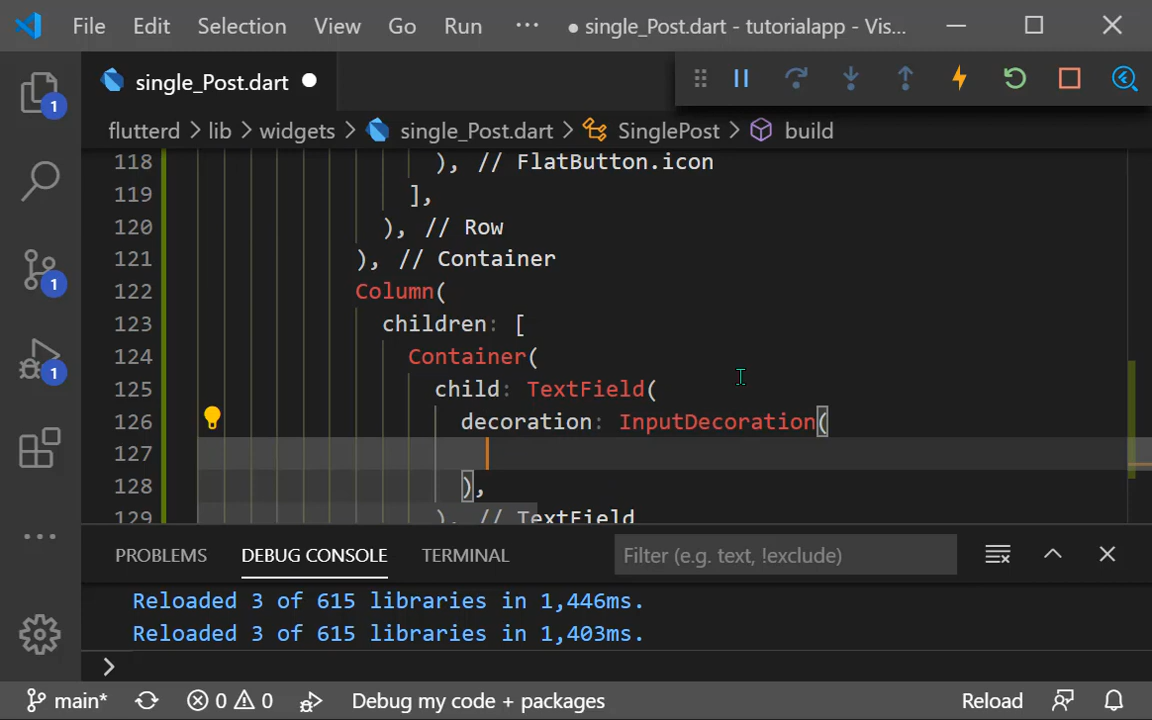 File Edit Selection View Go Run ··· ● single_Post.dart - tutorialapp - Vis...
single_Post.dart
flutterd > lib > widgets > single_Post.dart > SinglePost > build
118 ), // FlatButton.icon
119 ],
120 ), // Row
121 ), // Container
122 Column(
123 children: [
124 Container(
125 child: TextField(
126 decoration: InputDecoration(
127
128 ),
129 ), // TextField
1
1
1
PROBLEMS DEBUG CONSOLE TERMINAL Filter (e.g. text, !exclude)
Reloaded 3 of 615 libraries in 1,446ms.
Reloaded 3 of 615 libraries in 1,403ms.
>
main* 0 0 Debug my code + packages Reload